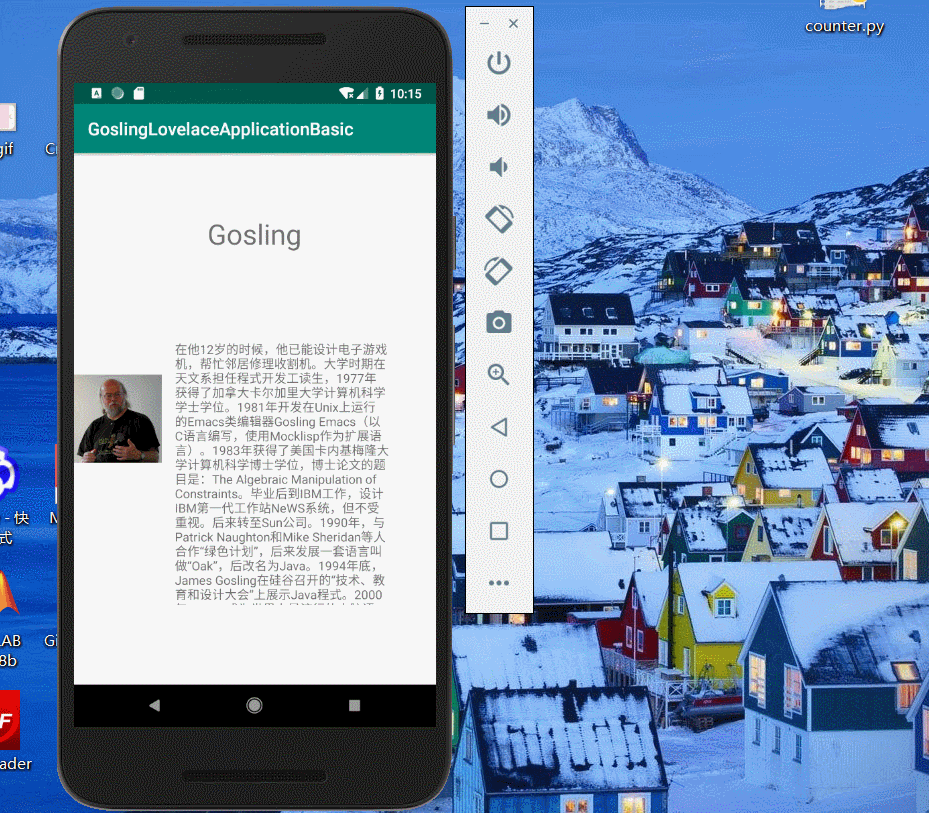 counter.py
gif
10:15
GoslingLovelaceApplicationBasic
Gosling
在他12岁的时候，他已能设计电子游戏
机，帮忙邻居修理收割机。大学时期在
天文系担任程式开发工读生，1977年
获得了加拿大卡尔加里大学计算机科学
学士学位。1981年开发在Unix上运行
的Emacs类编辑器Gosling Emacs（以
C语言编写，使用Mocklisp作为扩展语
言）。1983年获得了美国卡内基梅隆大
学计算机科学博士学位，博士论文的题
目是：The Algebraic Manipulation of
Constraints。毕业后到IBM工作，设计
IBM第一代工作站NeWS系统，但不受
重视。后来转至Sun公司。1990年，与
Patrick Naughton和Mike Sheridan等人
合作“绿色计划”，后来发展一套语言叫
做“Oak”，后改名为Java。1994年底，
James Gosling在硅谷召开的“技术、教
育和设计大会”上展示Java程式。2000
- 快
式
LAB
8b
Gi
ader